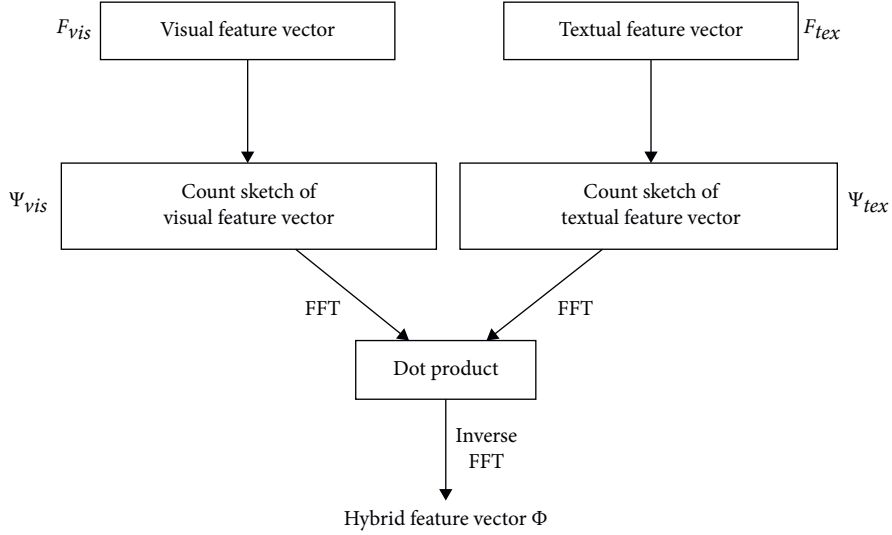 F_vis
Visual feature vector
Textual feature vector
F_tex
Ψ_vis
Count sketch of
visual feature vector
Count sketch of
textual feature vector
Ψ_tex
FFT
FFT
Dot product
Inverse
FFT
Hybrid feature vector Φ